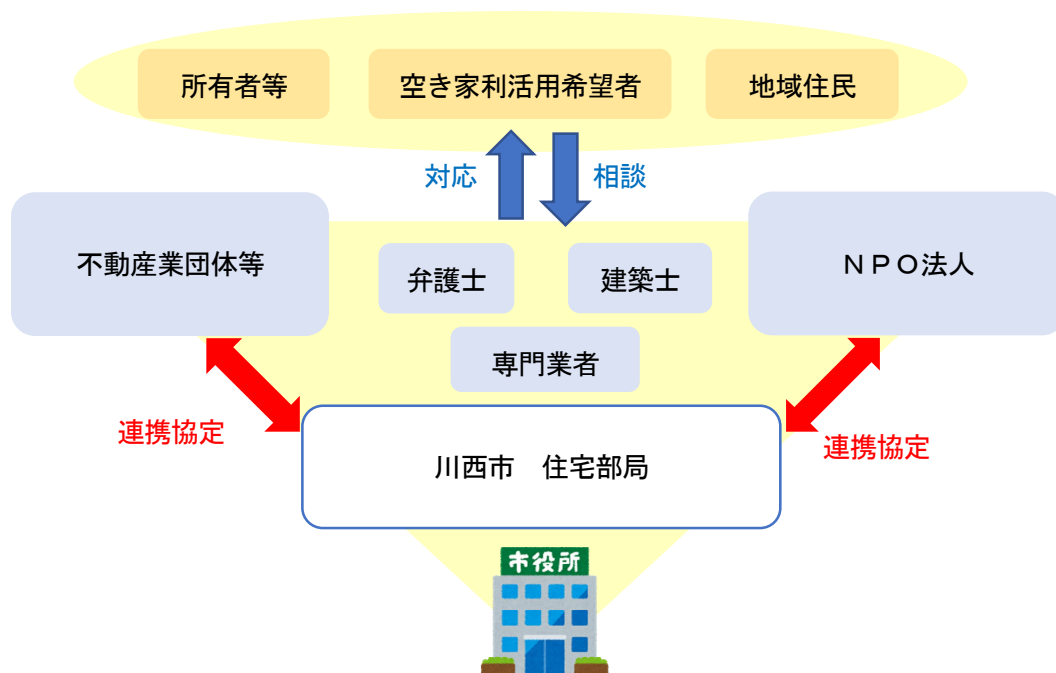 所有者等
空き家利活用希望者
地域住民
対応
相談
不動産業団体等
弁護士
建築士
ＮＰＯ法人
専門業者
連携協定
連携協定
川西市　住宅部局
市役所